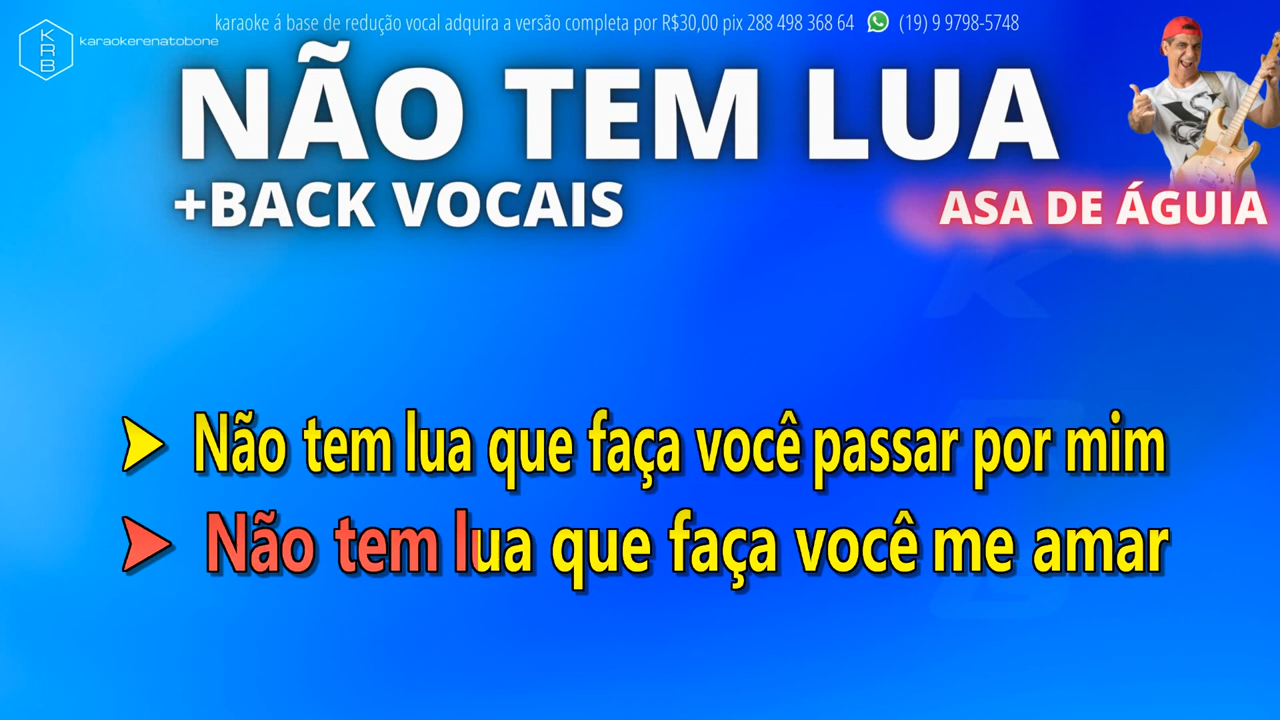 karaoke á base de redução vocal adquira a versão completa por R$30,00 pix 288 498 368 64 (19) 9 9798-5748
K
R
B
karaokerenatobone
NÃO TEM LUA
+BACK VOCAIS
ASA DE ÁGUIA
➤ Não tem lua que faça você passar por mim
➤ Não tem lua que faça você me amar